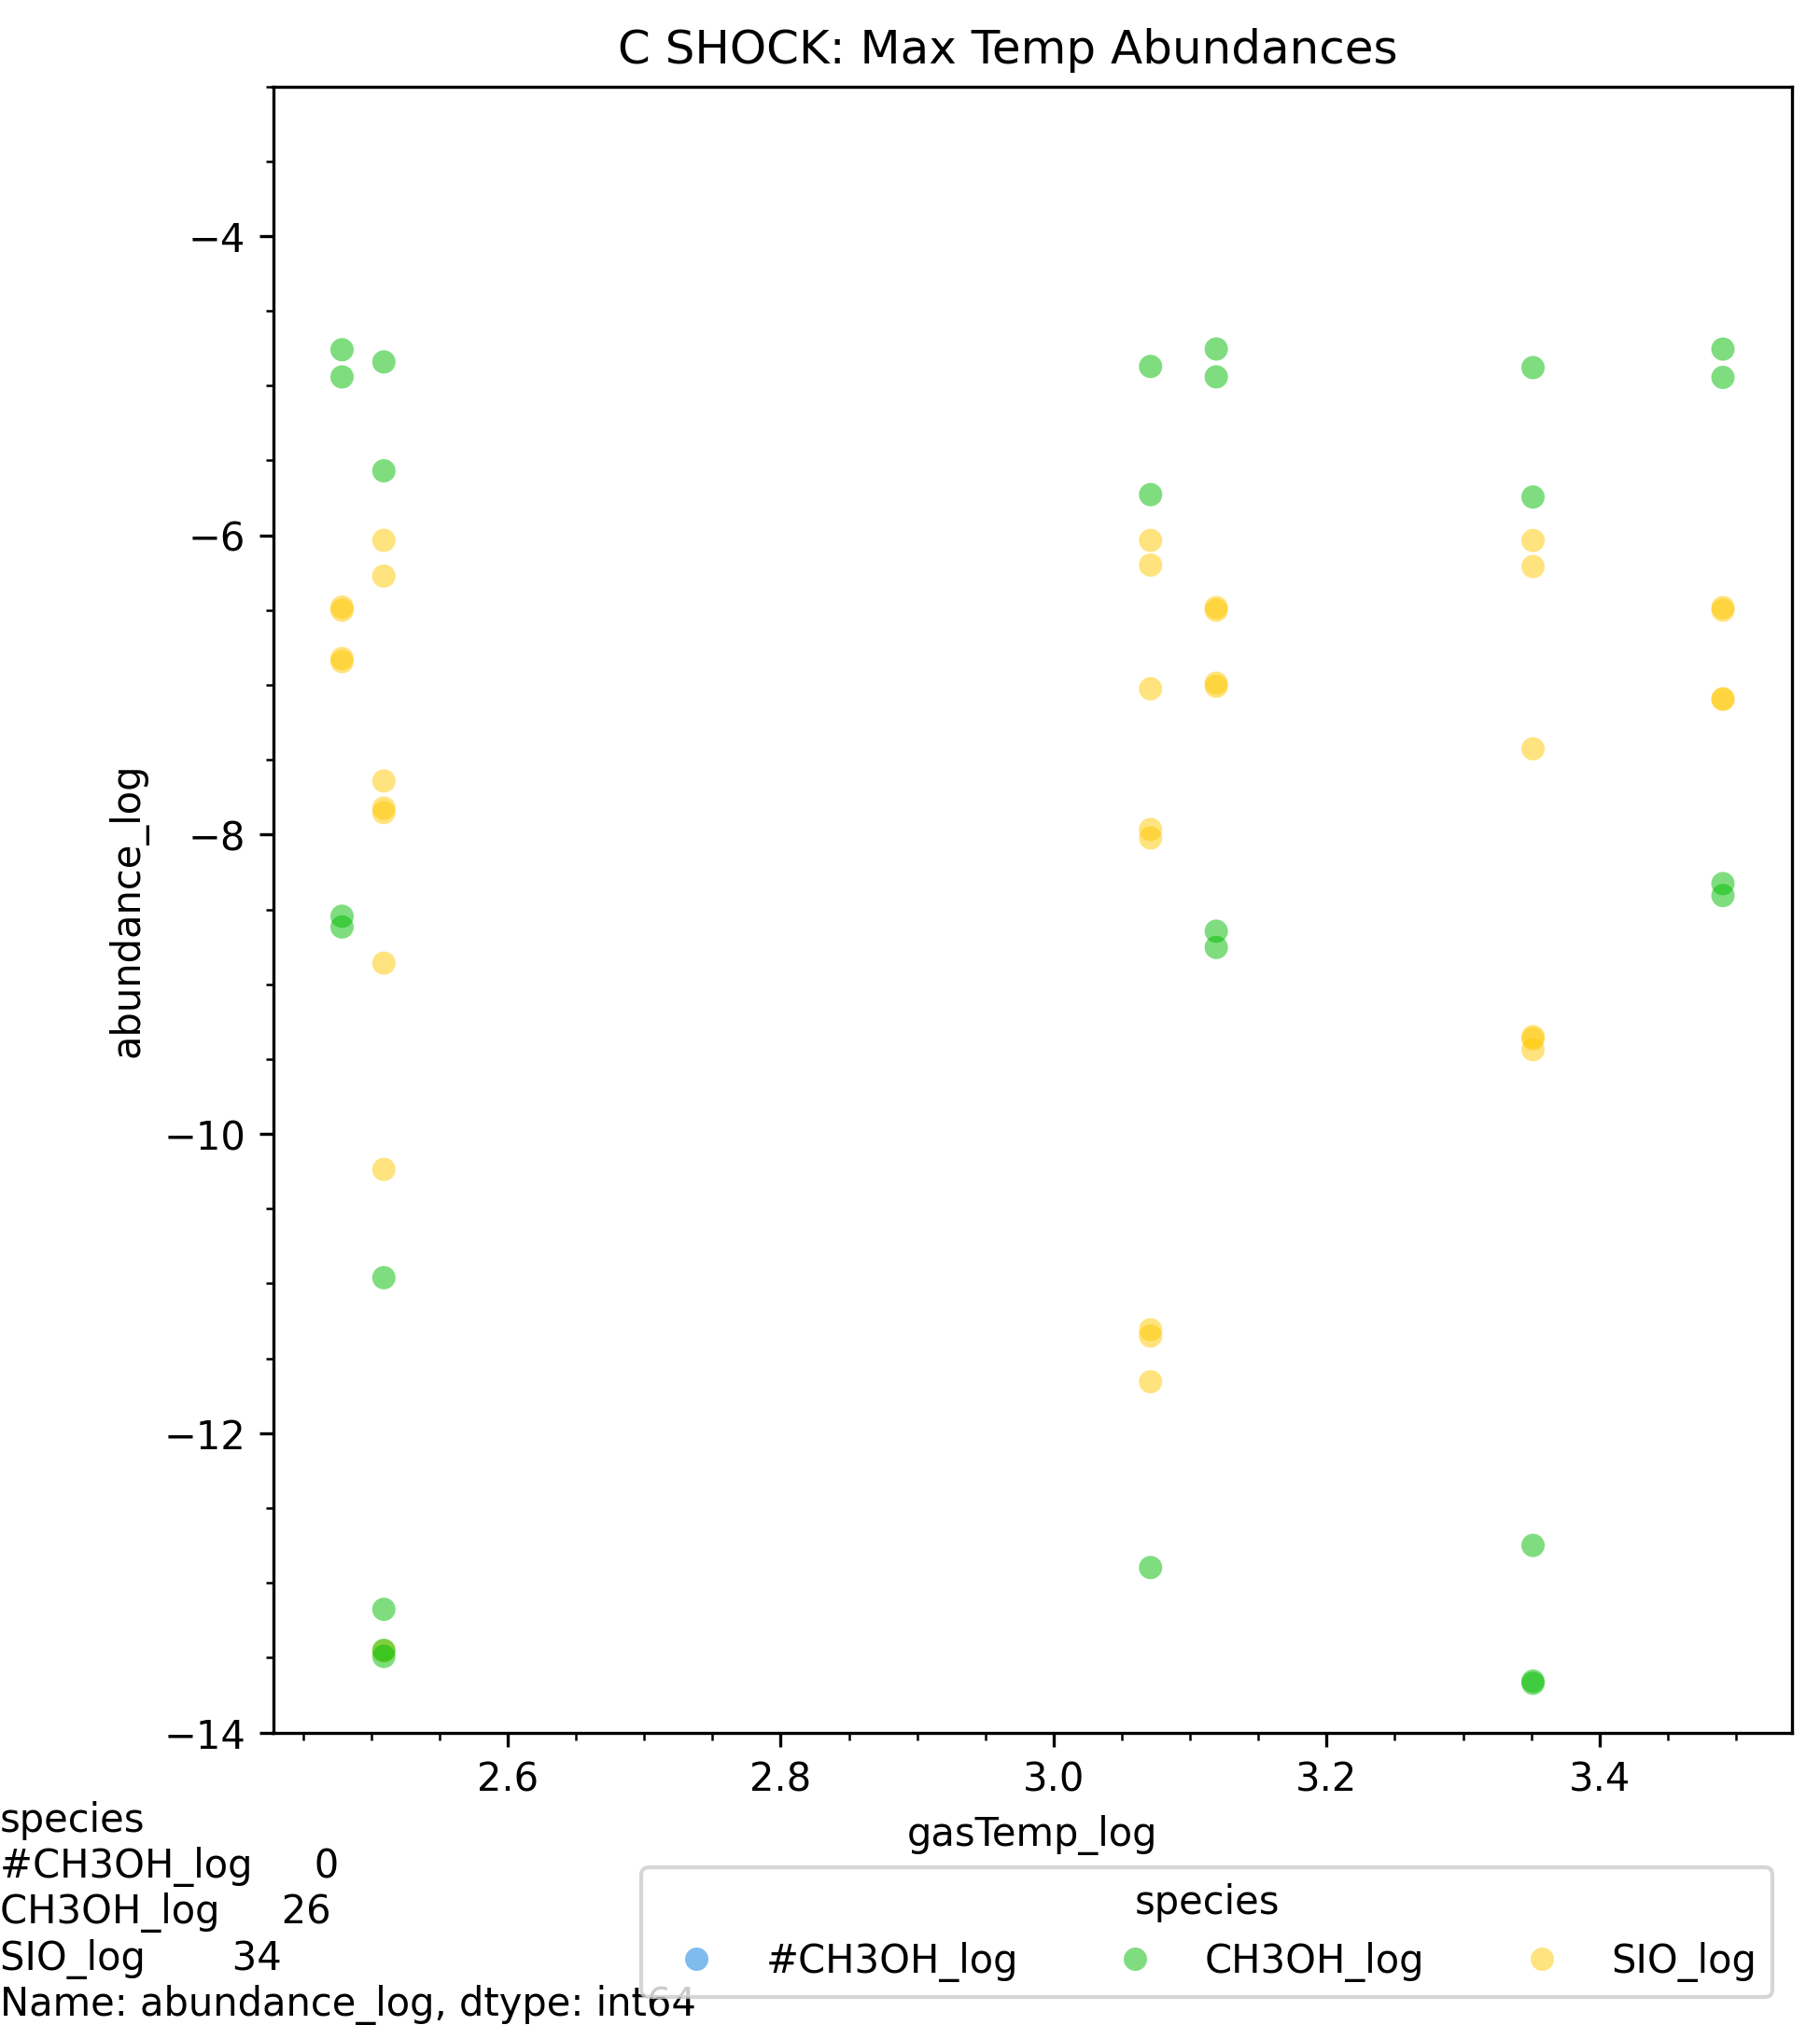 C SHOCK: Max Temp Abundances
abundance_log
−4
−6
−8
−10
−12
−14
2.6 2.8 3.0 3.2 3.4
gasTemp_log
species
#CH3OH_log 0
CH3OH_log 26
SIO_log 34
Name: abundance_log, dtype: int64
species
#CH3OH_log CH3OH_log SIO_log